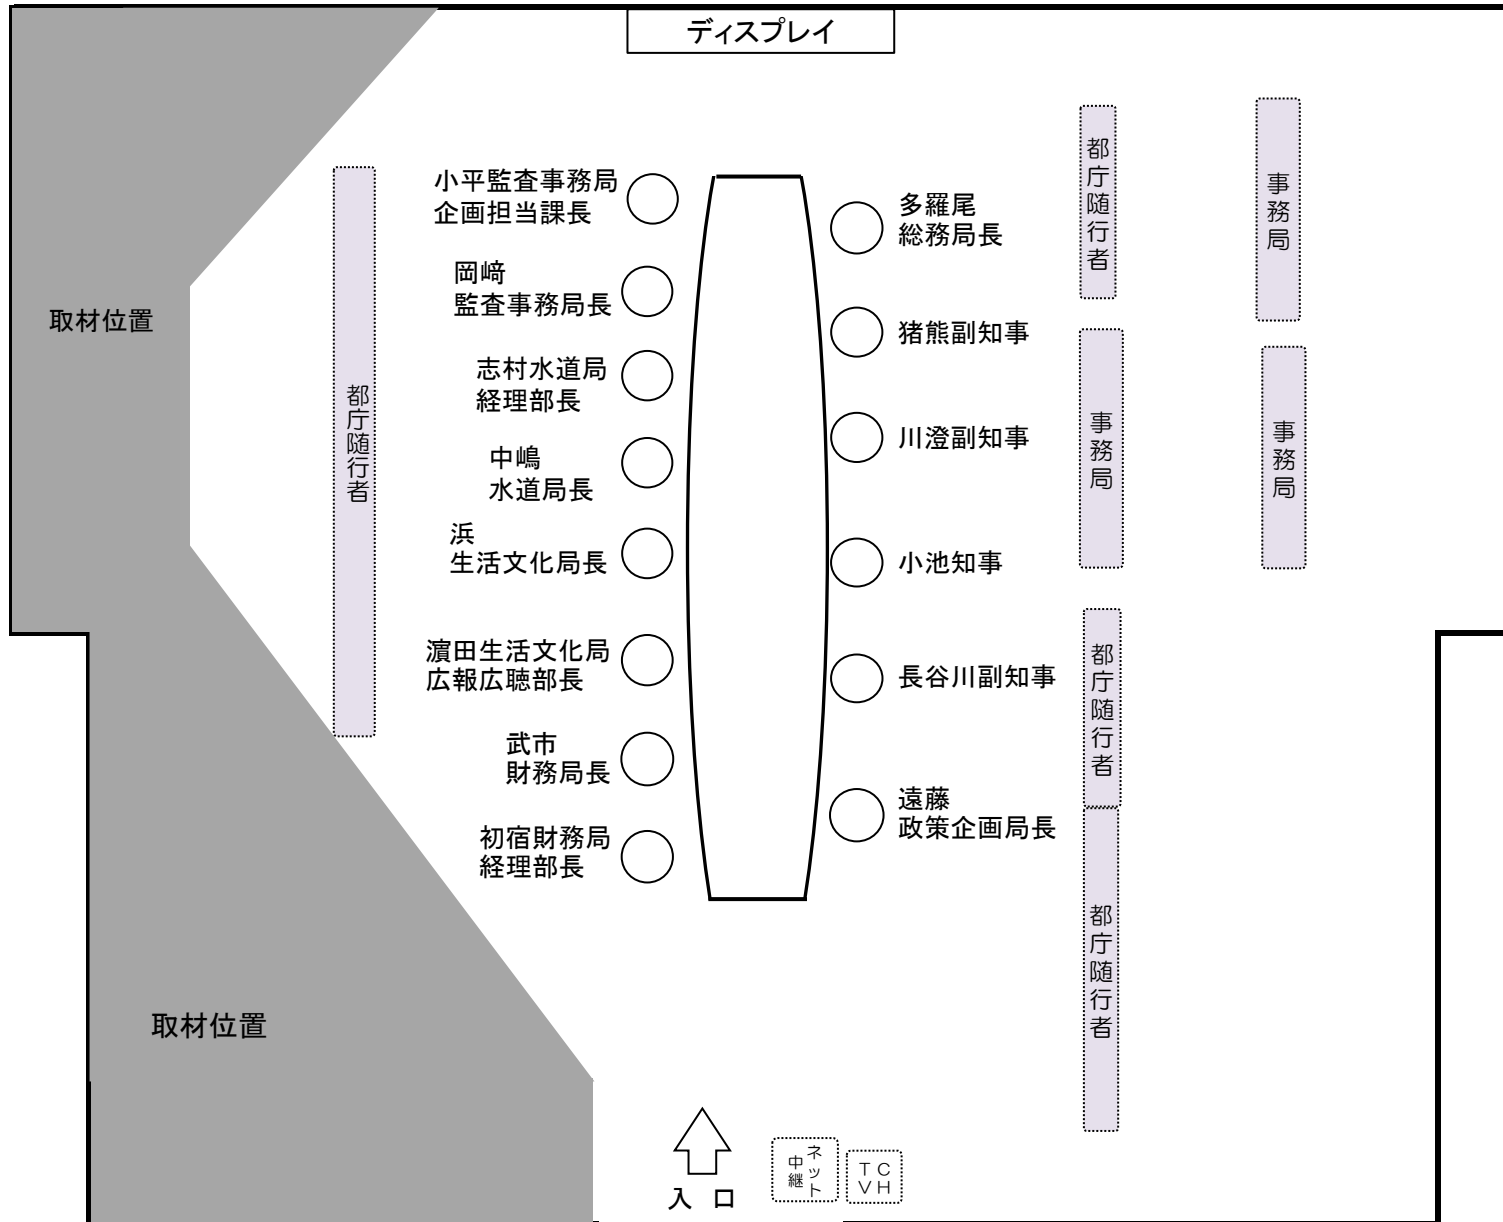 ディスプレイ
取材位置
都庁随行者
小平監査事務局
企画担当課長
岡﨑
監査事務局長
志村水道局
経理部長
中嶋
水道局長
浜
生活文化局長
濵田生活文化局
広報広聴部長
武市
財務局長
初宿財務局
経理部長
多羅尾
総務局長
猪熊副知事
川澄副知事
小池知事
長谷川副知事
遠藤
政策企画局長
都庁随行者
事務局
都庁随行者
都庁随行者
事務局
事務局
取材位置
入 口
ネット
中継
TCVH